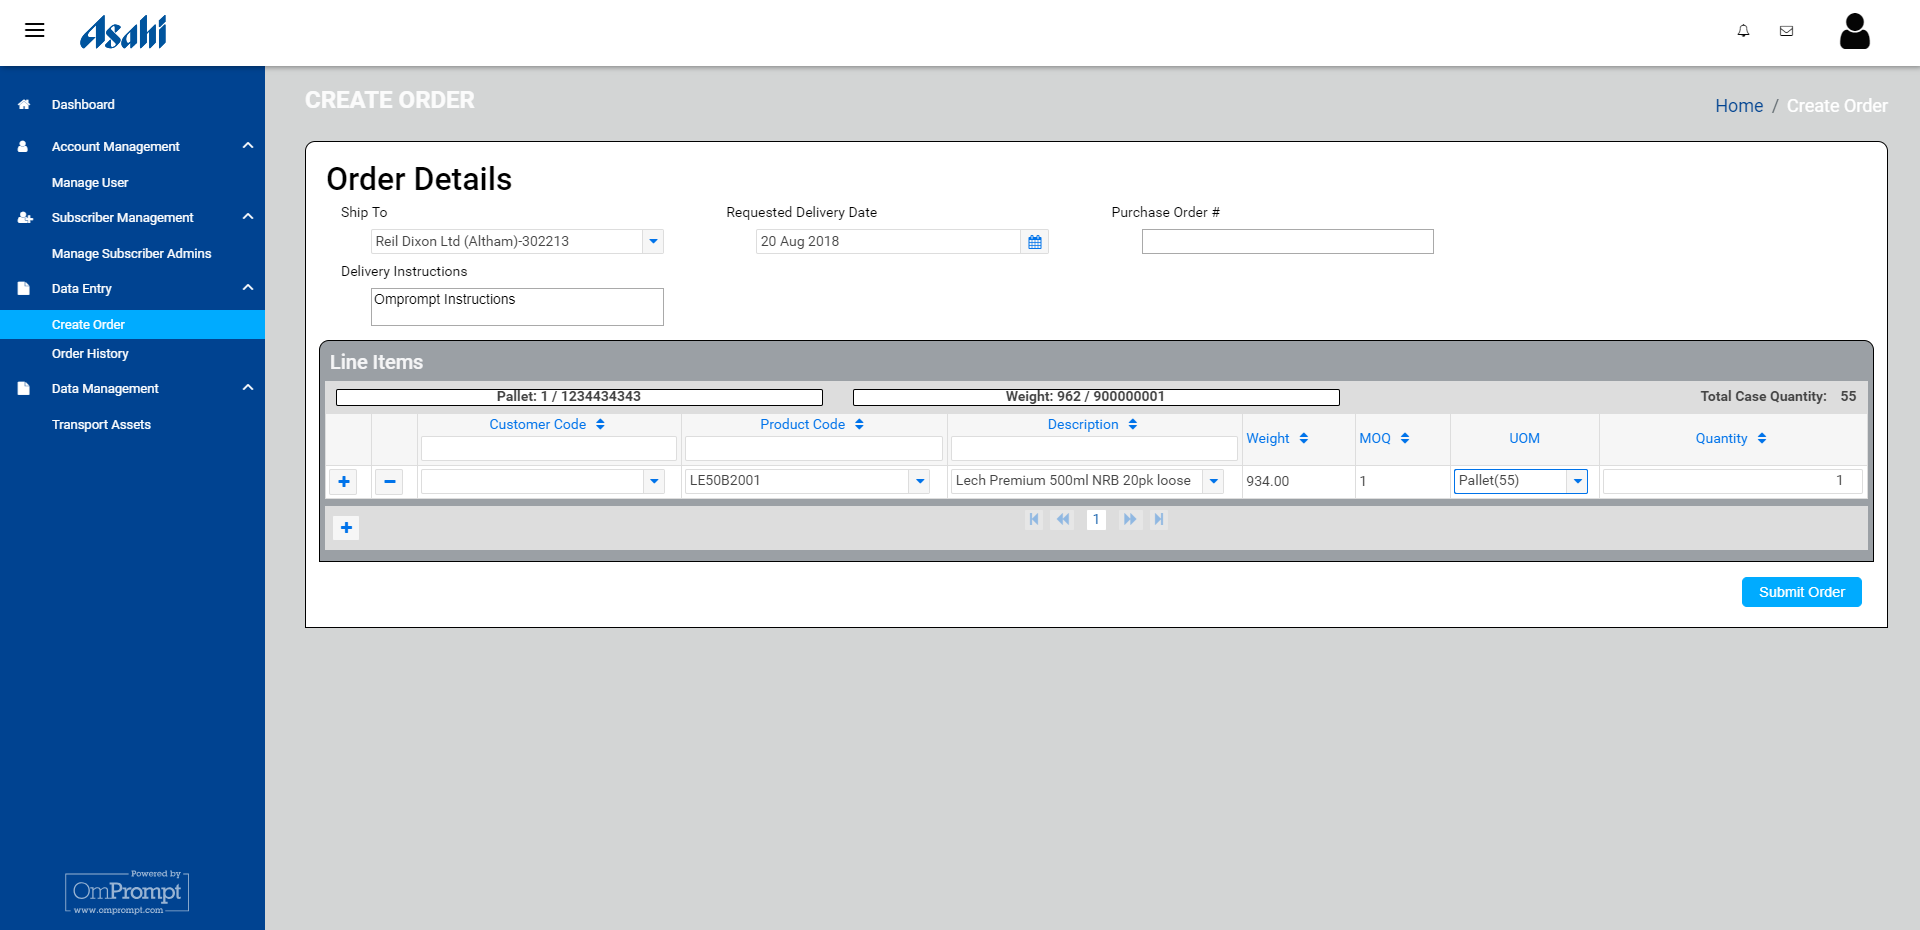 Asahi
Dashboard
Account Management
Manage User
Subscriber Management
Manage Subscriber Admins
Data Entry
Create Order
Order History
Data Management
Transport Assets
Powered by
OmPrompt
www.omprompt.com
CREATE ORDER
Home / Create Order
Order Details
Ship To
Requested Delivery Date
Purchase Order #
Reil Dixon Ltd (Altham)-302213
20 Aug 2018
Delivery Instructions
Omprompt Instructions
Line Items
Pallet: 1 / 1234434343
Weight: 962 / 900000001
Total Case Quantity: 55
Customer Code
Product Code
Description
Weight
MOQ
UOM
Quantity
LE50B2001
Lech Premium 500ml NRB 20pk loose
934.00
1
Pallet(55)
1
1
Submit Order